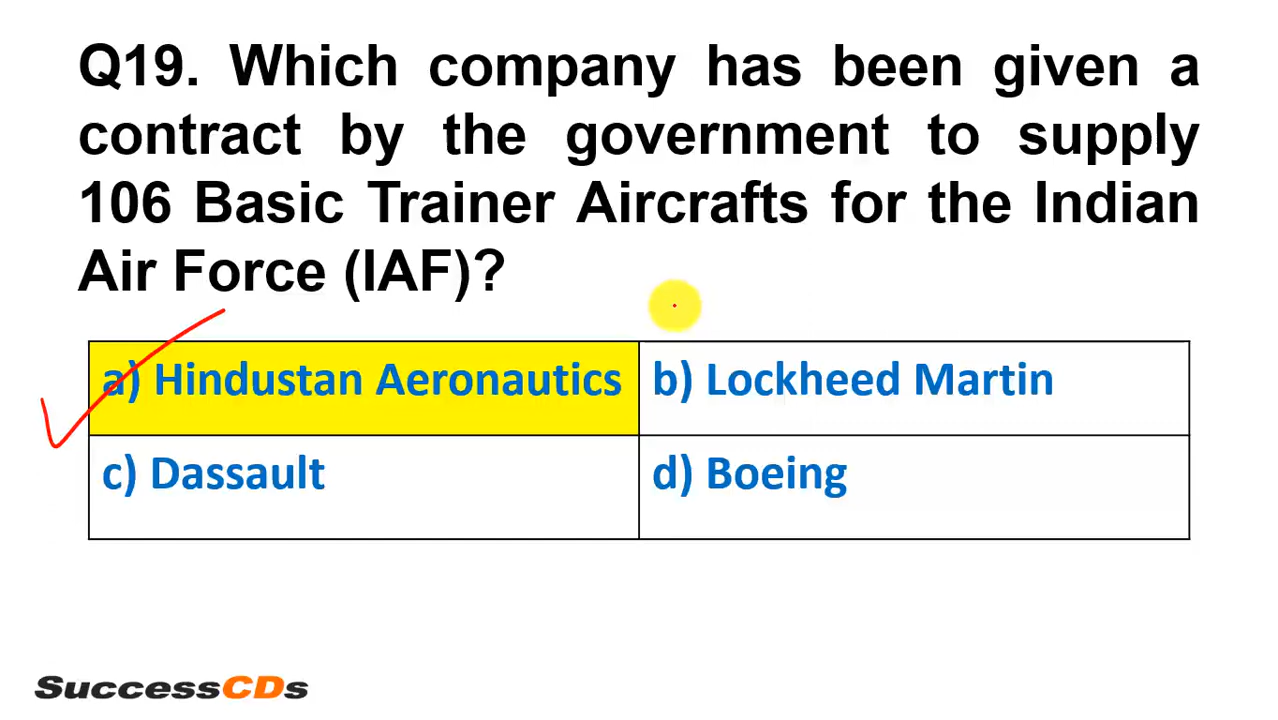 Q19. Which company has been given a
contract by the government to supply
106 Basic Trainer Aircrafts for the Indian
Air Force (IAF)?
a) Hindustan Aeronautics
b) Lockheed Martin
c) Dassault
d) Boeing
SuccessCDs